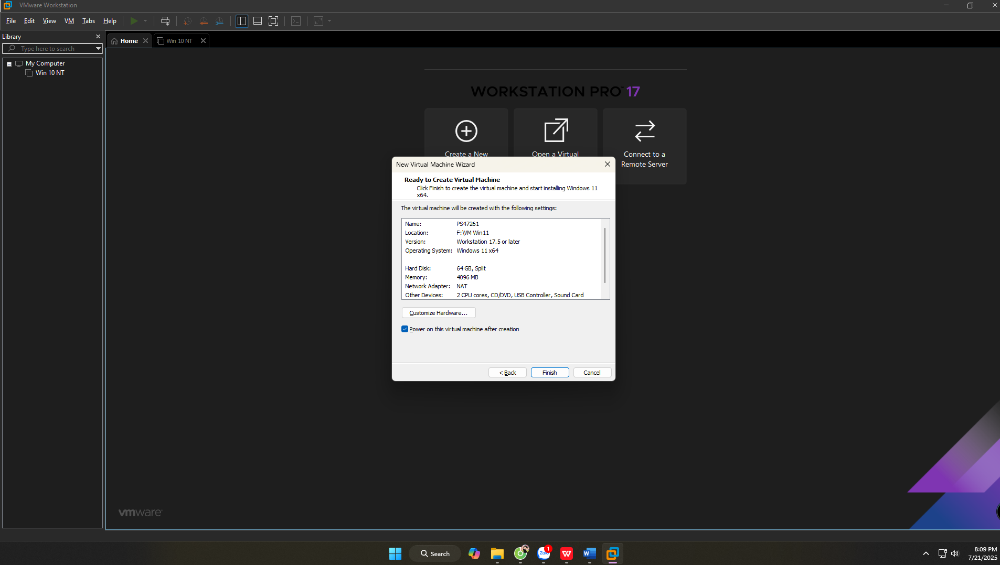 VMware Workstation
File Edit View VM Tabs Help
Library
Type here to search
My Computer
Win 10 NT
Home
Win 10 NT
WORKSTATION PRO™ 17
Create a New
Open a Virtual
Connect to a
Remote Server
New Virtual Machine Wizard
Ready to Create Virtual Machine
Click Finish to create the virtual machine and start installing Windows 11
x64.
The virtual machine will be created with the following settings:
Name: PS47261
Location: F:\VM Win11
Version: Workstation 17.5 or later
Operating System: Windows 11 x64
Hard Disk: 64 GB, Split
Memory: 4096 MB
Network Adapter: NAT
Other Devices: 2 CPU cores, CD/DVD, USB Controller, Sound Card
Customize Hardware...
Power on this virtual machine after creation
< Back Finish Cancel
vmware
Search
Zalo
1
W
W
8:09 PM
7/21/2025